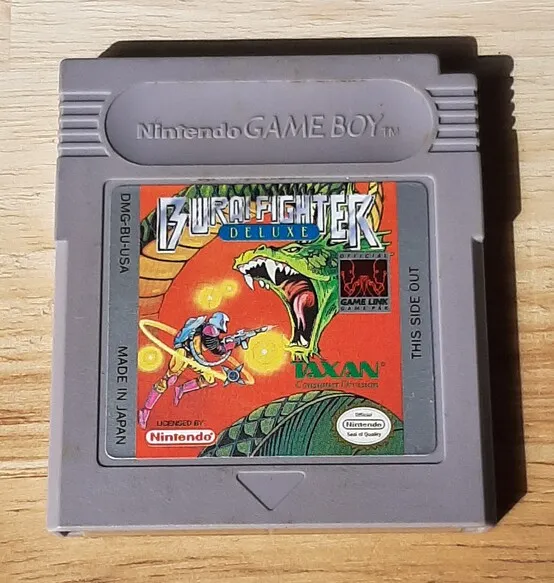 Nintendo GAME BOY TM
DMG-BU-USA
MADE IN JAPAN
BURAI FIGHTER
DELUXE
OFFICIAL
GAME LINK
GAME PAK
THIS SIDE OUT
TAXAN®
Consumer Division
LICENSED BY
Nintendo
Official
Nintendo
Seal of Quality